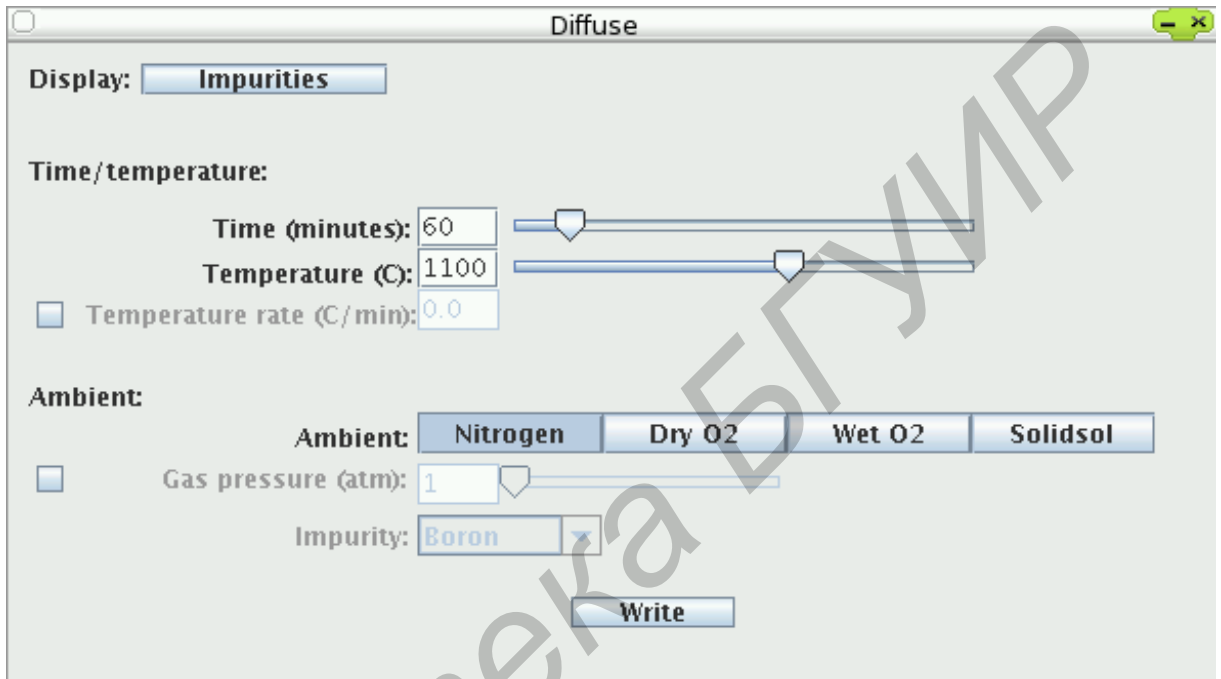 Diffuse
Display: Impurities
Time/temperature:
Time (minutes): 60
Temperature (C): 1100
Temperature rate (C/min): 0.0
Ambient:
Ambient: Nitrogen Dry O2 Wet O2 Solidsol
Gas pressure (atm): 1
Impurity: Boron
Write
БГУИР